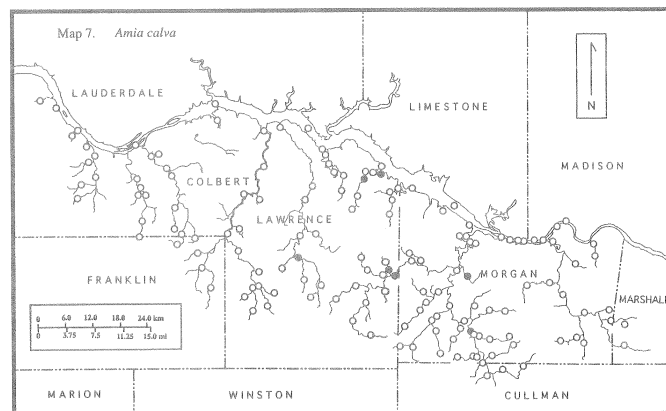 Map 7. Amia calva
LAUDERDALE
LIMESTONE
N
MADISON
COLBERT
LAWRENCE
FRANKLIN
MORGAN
MARSHALL
0 6.0 12.0 18.0 24.0 km
0 3.75 7.5 11.25 15.0 mi
MARION
WINSTON
CULLMAN